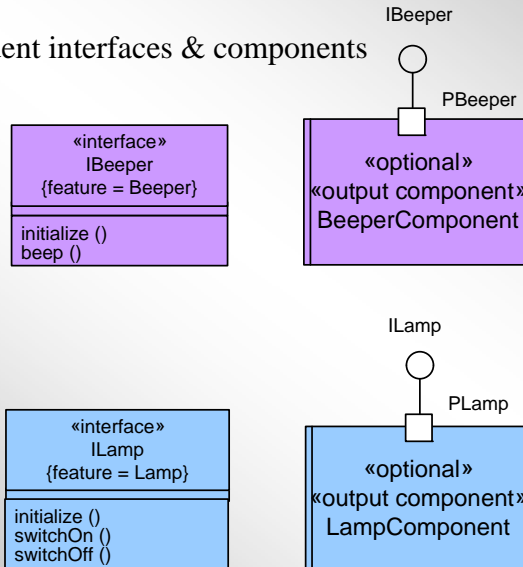 IBeeper
ent interfaces & components
PBeeper
«interface»
IBeeper
{feature = Beeper}
initialize ()
beep ()
«optional»
«output component»
BeeperComponent
ILamp
PLamp
«interface»
ILamp
{feature = Lamp}
initialize ()
switchOn ()
switchOff ()
«optional»
«output component»
LampComponent